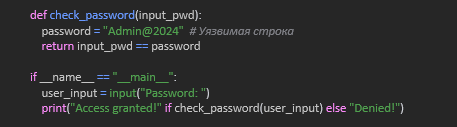 def check_password(input_pwd):
    password = "Admin@2024"  # Уязвимая строка
    return input_pwd == password

if __name__ == "__main__":
    user_input = input("Password: ")
    print("Access granted!" if check_password(user_input) else "Denied!")